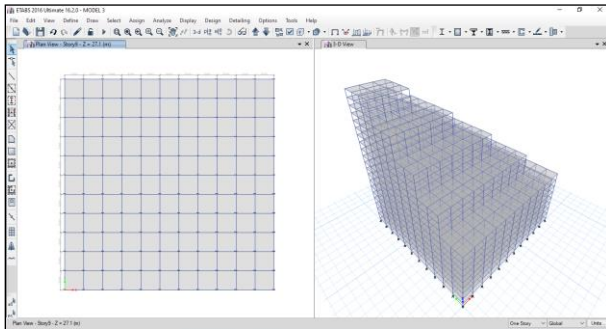 ETABS 2016 Ultimate 16.2.0 - MODEL 3
File Edit View Define Draw Select Assign Analyze Display Design Detailing Options Tools Help
Plan View - Story9 - Z = 27.1 (m)
3-D View
Plan View - Story9 - Z = 27.1 (m)
One Story
Global
Units...